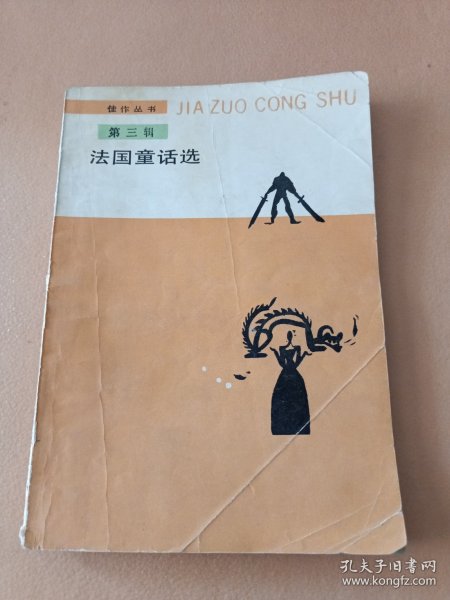 佳作丛书 JIA ZUO CONG SHU
第三辑
法国童话选
孔夫子旧书网
www.kongfz.com